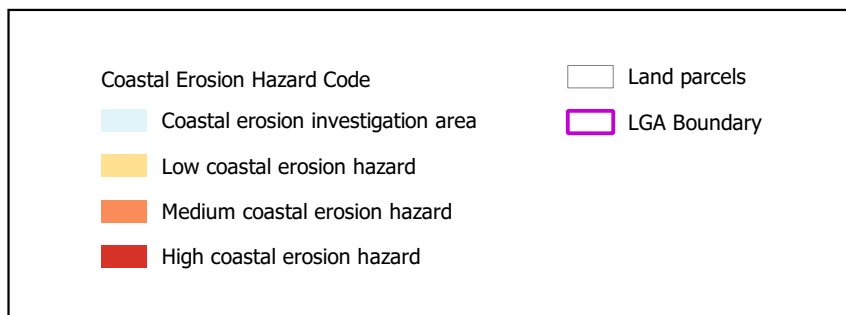 Coastal Erosion Hazard Code
Coastal erosion investigation area
Low coastal erosion hazard
Medium coastal erosion hazard
High coastal erosion hazard
Land parcels
LGA Boundary